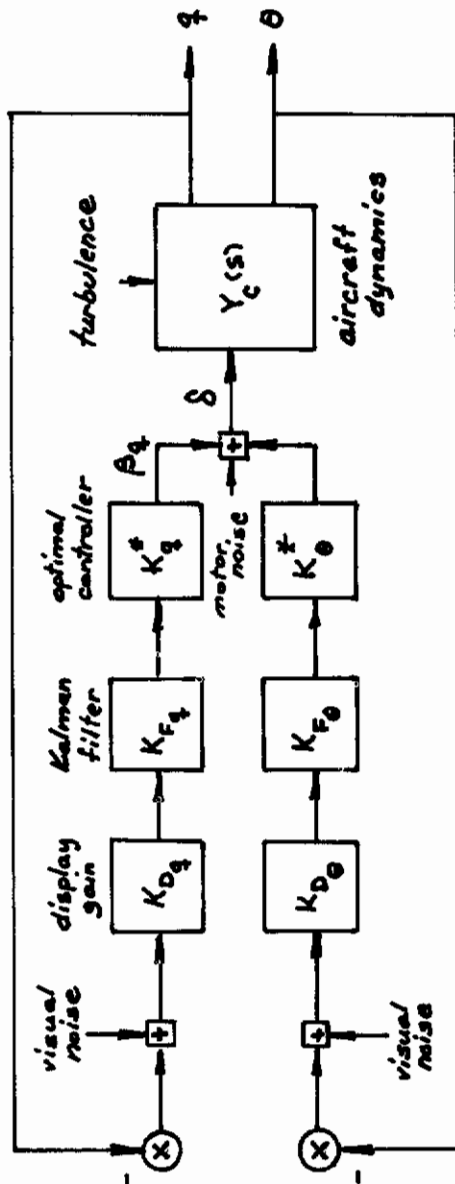 visual
noise
display
gain
Kalman
filter
optimal
controller
turbulence
K_Dq
K_Fq
K*_q
β_q
δ
Y_c(s)
q
θ
motor
noise
aircraft
dynamics
K_Dθ
K_Fθ
K*_θ
visual
noise
+
+
+
×
×
-
-